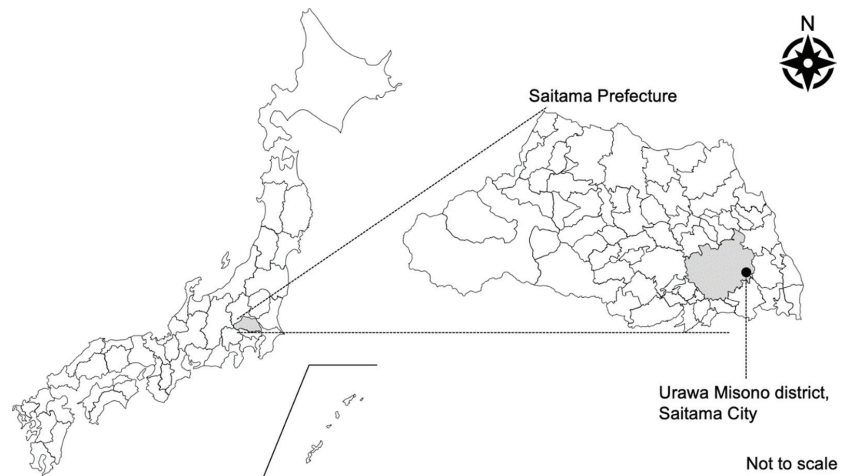 N
Saitama Prefecture
Urawa Misono district,
Saitama City
Not to scale